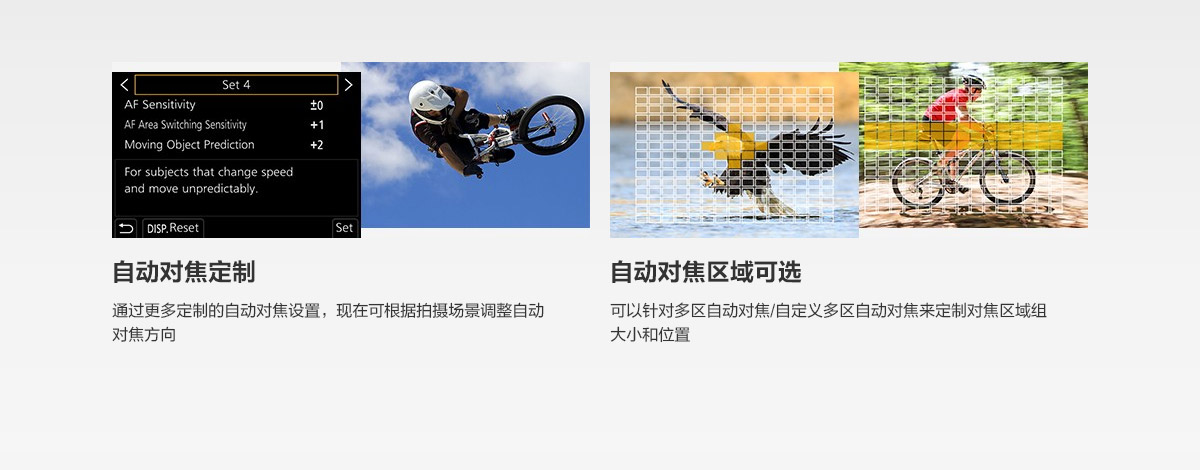 Set 4
AF Sensitivity ±0
AF Area Switching Sensitivity +1
Moving Object Prediction +2
For subjects that change speed
and move unpredictably.
DISP. Reset Set
自动对焦定制
通过更多定制的自动对焦设置，现在可根据拍摄场景调整自动
对焦方向
自动对焦区域可选
可以针对多区自动对焦/自定义多区自动对焦来定制对焦区域组
大小和位置